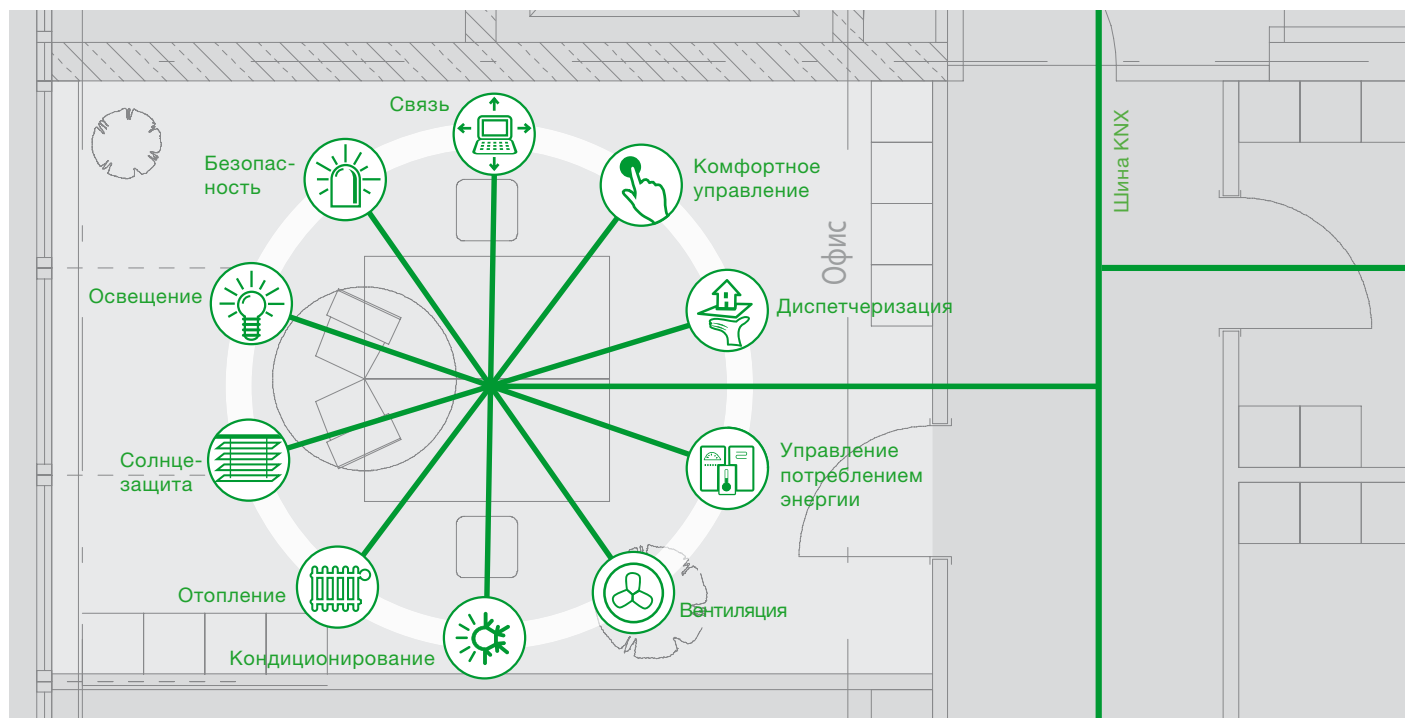 Связь
Безопас-
ность
Комфортное
управление
Шина KNX
Офис
Освещение
Диспетчеризация
Солнце-
защита
Управление
потреблением
энергии
Отопление
Вентиляция
Кондиционирование